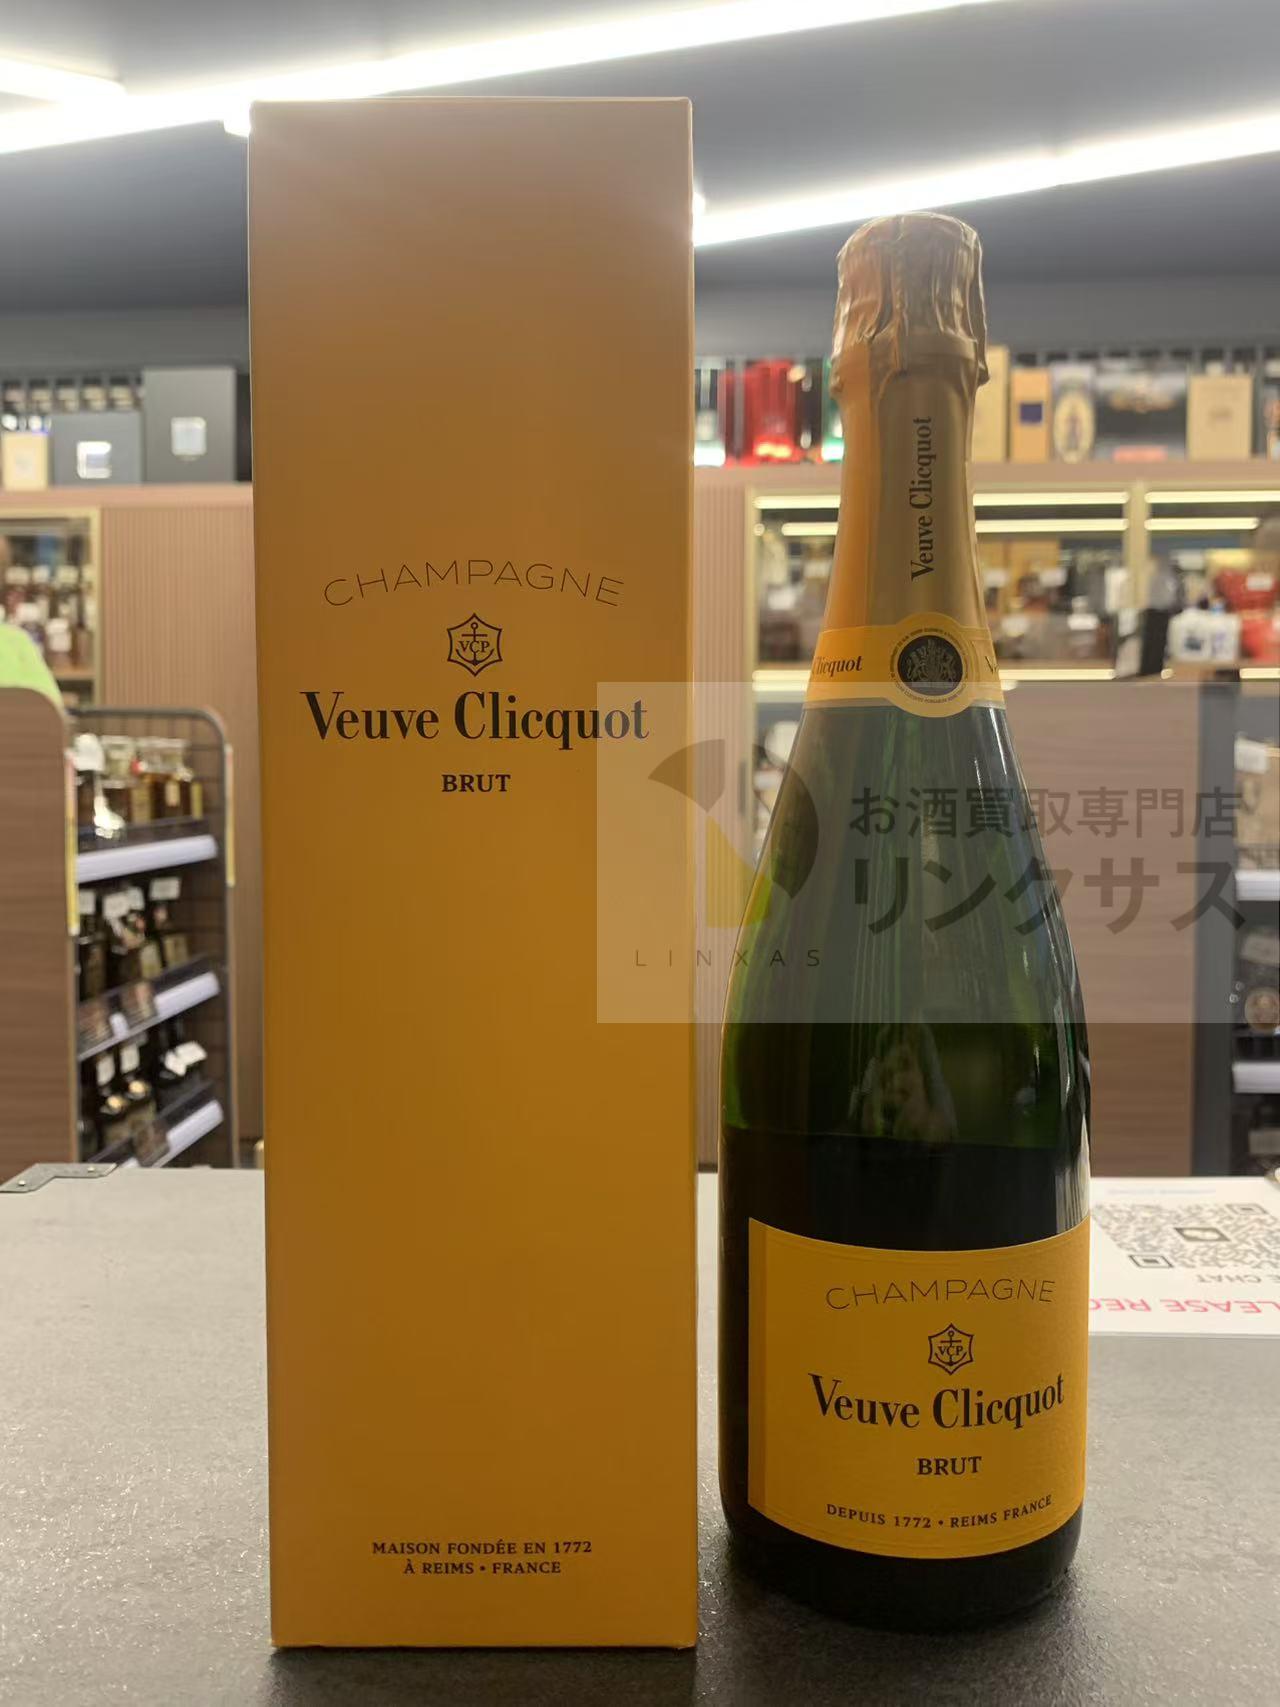 CHAMPAGNE
VCP
Veuve Clicquot
BRUT
MAISON FONDÉE EN 1772
À REIMS • FRANCE
Veuve Clicquot
Clicquot
お酒買取専門店
リンクサス
LINXAS
CHAMPAGNE
VCP
Veuve Clicquot
BRUT
DEPUIS 1772 • REIMS FRANCE
CHAT